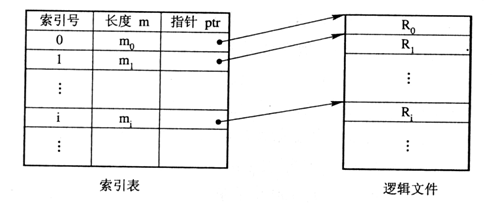 索引号 长度 m 指针 ptr
0 m₀
1 m₁
⋮ ⋮
i mᵢ
⋮ ⋮
索引表
R₀
R₁
⋮
Rᵢ
⋮
逻辑文件